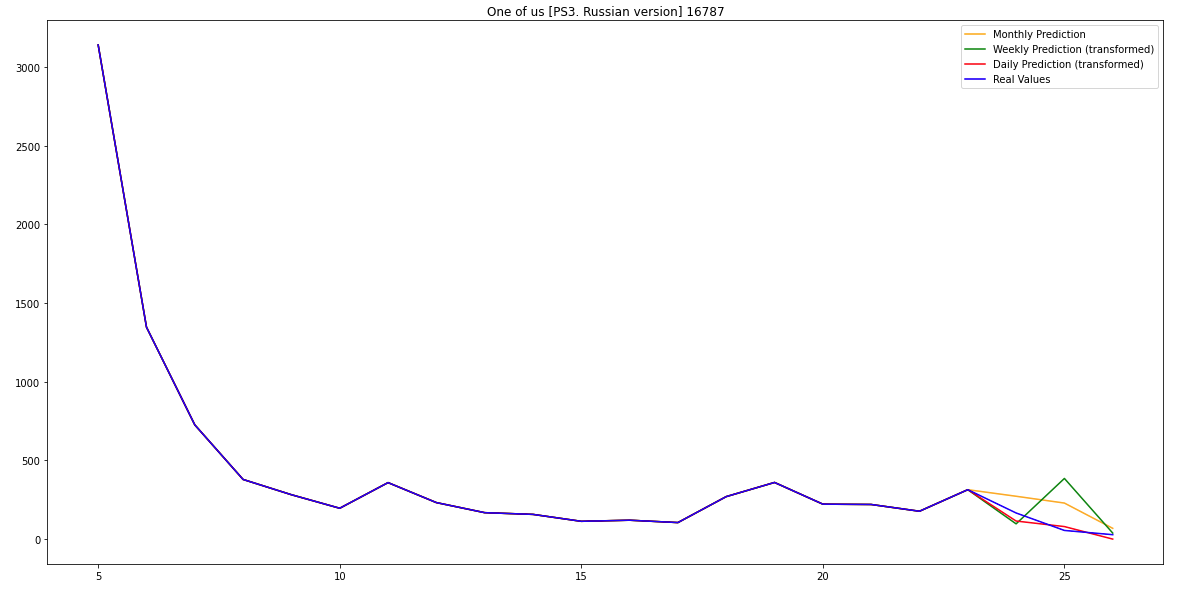 One of us [PS3. Russian version] 16787
Monthly Prediction
Weekly Prediction (transformed)
Daily Prediction (transformed)
Real Values
3000
2500
2000
1500
1000
500
0
5 10 15 20 25